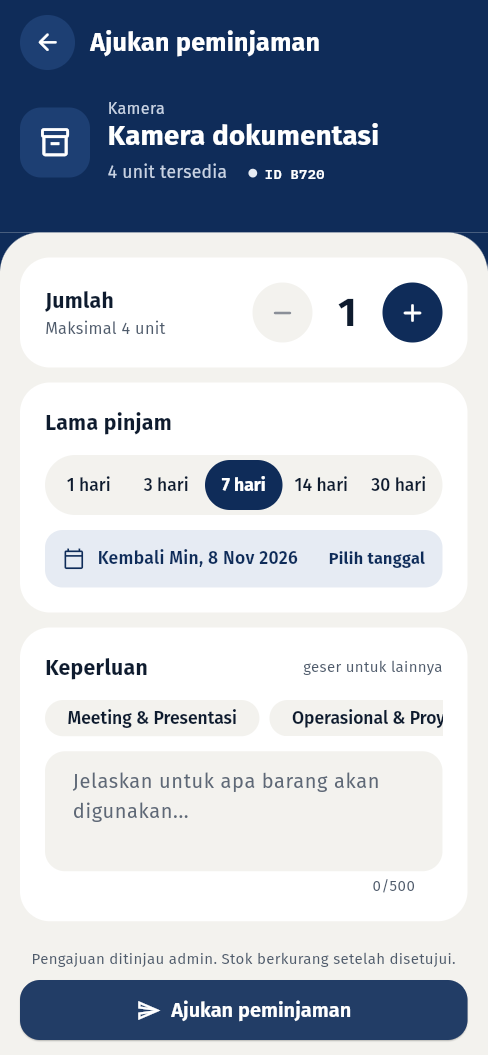 Ajukan peminjaman
Kamera
Kamera dokumentasi
4 unit tersedia
ID B720
Jumlah
Maksimal 4 unit
1
Lama pinjam
1 hari
3 hari
7 hari
14 hari
30 hari
Kembali Min, 8 Nov 2026
Pilih tanggal
Keperluan
geser untuk lainnya
Meeting & Presentasi
Operasional & Proy
Jelaskan untuk apa barang akan
digunakan...
0/500
Pengajuan ditinjau admin. Stok berkurang setelah disetujui.
Ajukan peminjaman